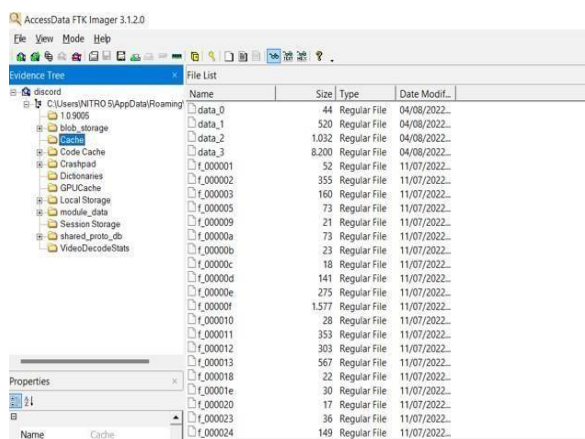 AccessData FTK Imager 3.1.2.0
File View Mode Help
Evidence Tree
discord
C:\Users\NITRO 5\AppData\Roaming\
1.0.9005
blob_storage
Cache
Code Cache
Crashpad
Dictionaries
GPUCache
Local Storage
module_data
Session Storage
shared_proto_db
VideoDecodeStats
Properties
Name Cache
File List
Name Size Type Date Modif...
data_0 44 Regular File 04/08/2022...
data_1 520 Regular File 04/08/2022...
data_2 1.032 Regular File 04/08/2022...
data_3 8.200 Regular File 04/08/2022...
f_000001 52 Regular File 11/07/2022...
f_000002 355 Regular File 11/07/2022...
f_000003 160 Regular File 11/07/2022...
f_000005 73 Regular File 11/07/2022...
f_000009 21 Regular File 11/07/2022...
f_00000a 73 Regular File 11/07/2022...
f_00000b 23 Regular File 11/07/2022...
f_00000c 18 Regular File 11/07/2022...
f_00000d 141 Regular File 11/07/2022...
f_00000e 275 Regular File 11/07/2022...
f_00000f 1.577 Regular File 11/07/2022...
f_000010 28 Regular File 11/07/2022...
f_000011 353 Regular File 11/07/2022...
f_000012 303 Regular File 11/07/2022...
f_000013 567 Regular File 11/07/2022...
f_000018 22 Regular File 11/07/2022...
f_00001e 30 Regular File 11/07/2022...
f_000020 17 Regular File 11/07/2022...
f_000023 36 Regular File 11/07/2022...
f_000024 149 Regular File 11/07/2022...